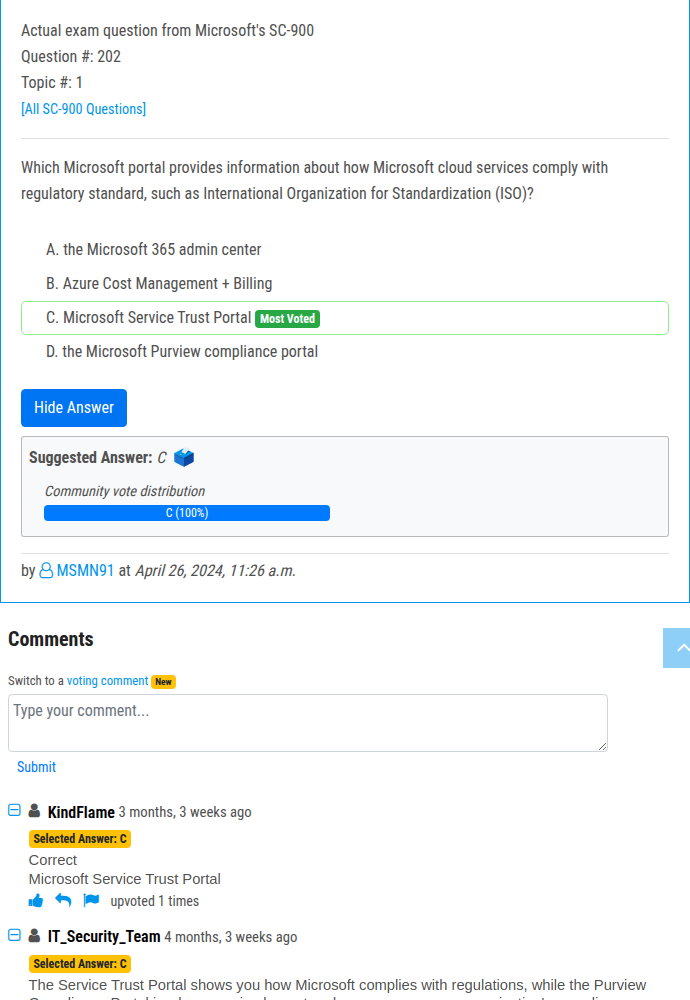 Actual exam question from Microsoft's SC-900
Question #: 202
Topic #: 1
[All SC-900 Questions]
Which Microsoft portal provides information about how Microsoft cloud services comply with
regulatory standard, such as International Organization for Standardization (ISO)?
A. the Microsoft 365 admin center
B. Azure Cost Management + Billing
C. Microsoft Service Trust Portal Most Voted
D. the Microsoft Purview compliance portal
Hide Answer
Suggested Answer: C
Community vote distribution
C (100%)
by MSMN91 at April 26, 2024, 11:26 a.m.
Comments
Switch to a voting comment New
Type your comment...
Submit
KindFlame 3 months, 3 weeks ago
Selected Answer: C
Correct
Microsoft Service Trust Portal
upvoted 1 times
IT_Security_Team 4 months, 3 weeks ago
Selected Answer: C
The Service Trust Portal shows you how Microsoft complies with regulations, while the Purview